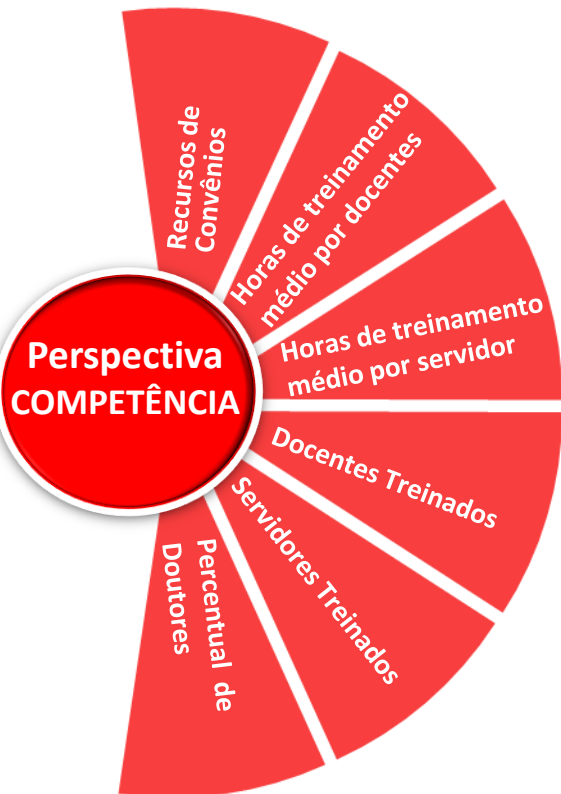 Recursos de
Convênios
Horas de treinamento
médio por docentes
Horas de treinamento
médio por servidor
Perspectiva
COMPETÊNCIA
Docentes Treinados
Servidores Treinados
Percentual de
Doutores